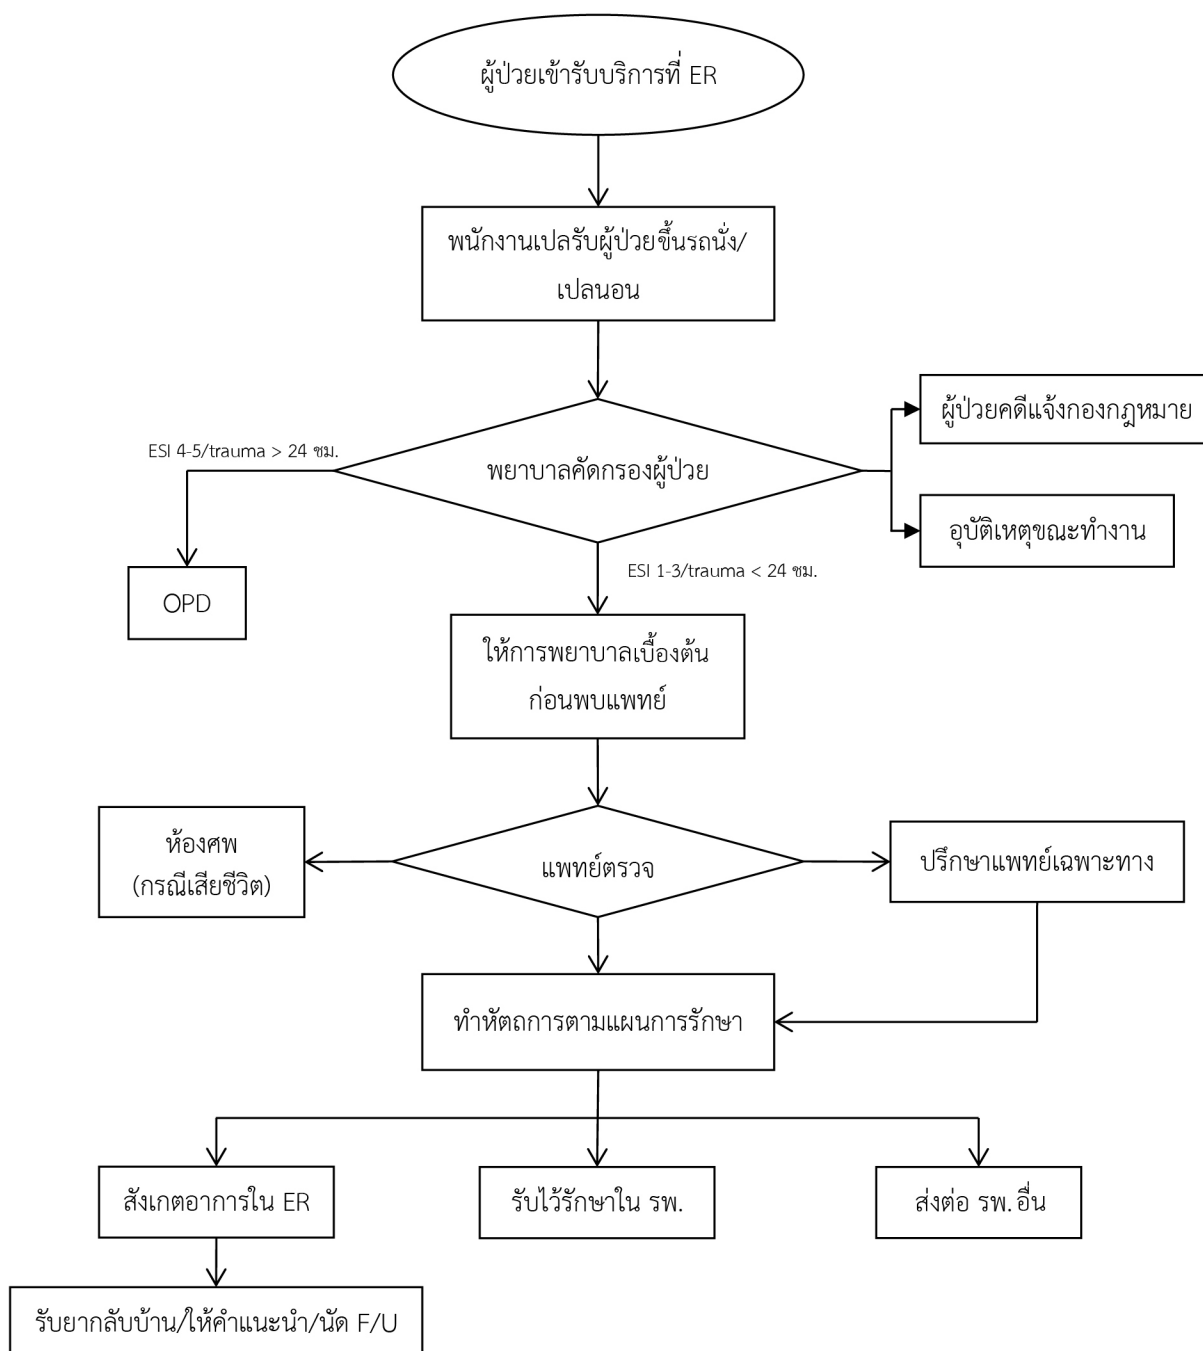 ผู้ป่วยเข้ารับบริการที่ ER
พนักงานเปลรับผู้ป่วยขึ้นรถนั่ง/
เปลนอน
ผู้ป่วยคดีแจ้งกองกฎหมาย
ESI 4-5/trauma > 24 ชม.
พยาบาลคัดกรองผู้ป่วย
อุบัติเหตุขณะทำงาน
ESI 1-3/trauma < 24 ชม.
OPD
ให้การพยาบาลเบื้องต้น
ก่อนพบแพทย์
ห้องศพ
(กรณีเสียชีวิต)
แพทย์ตรวจ
ปรึกษาแพทย์เฉพาะทาง
ทำหัตถการตามแผนการรักษา
สังเกตอาการใน ER
รับไว้รักษาใน รพ.
ส่งต่อ รพ. อื่น
รับยากลับบ้าน/ให้คำแนะนำ/นัด F/U